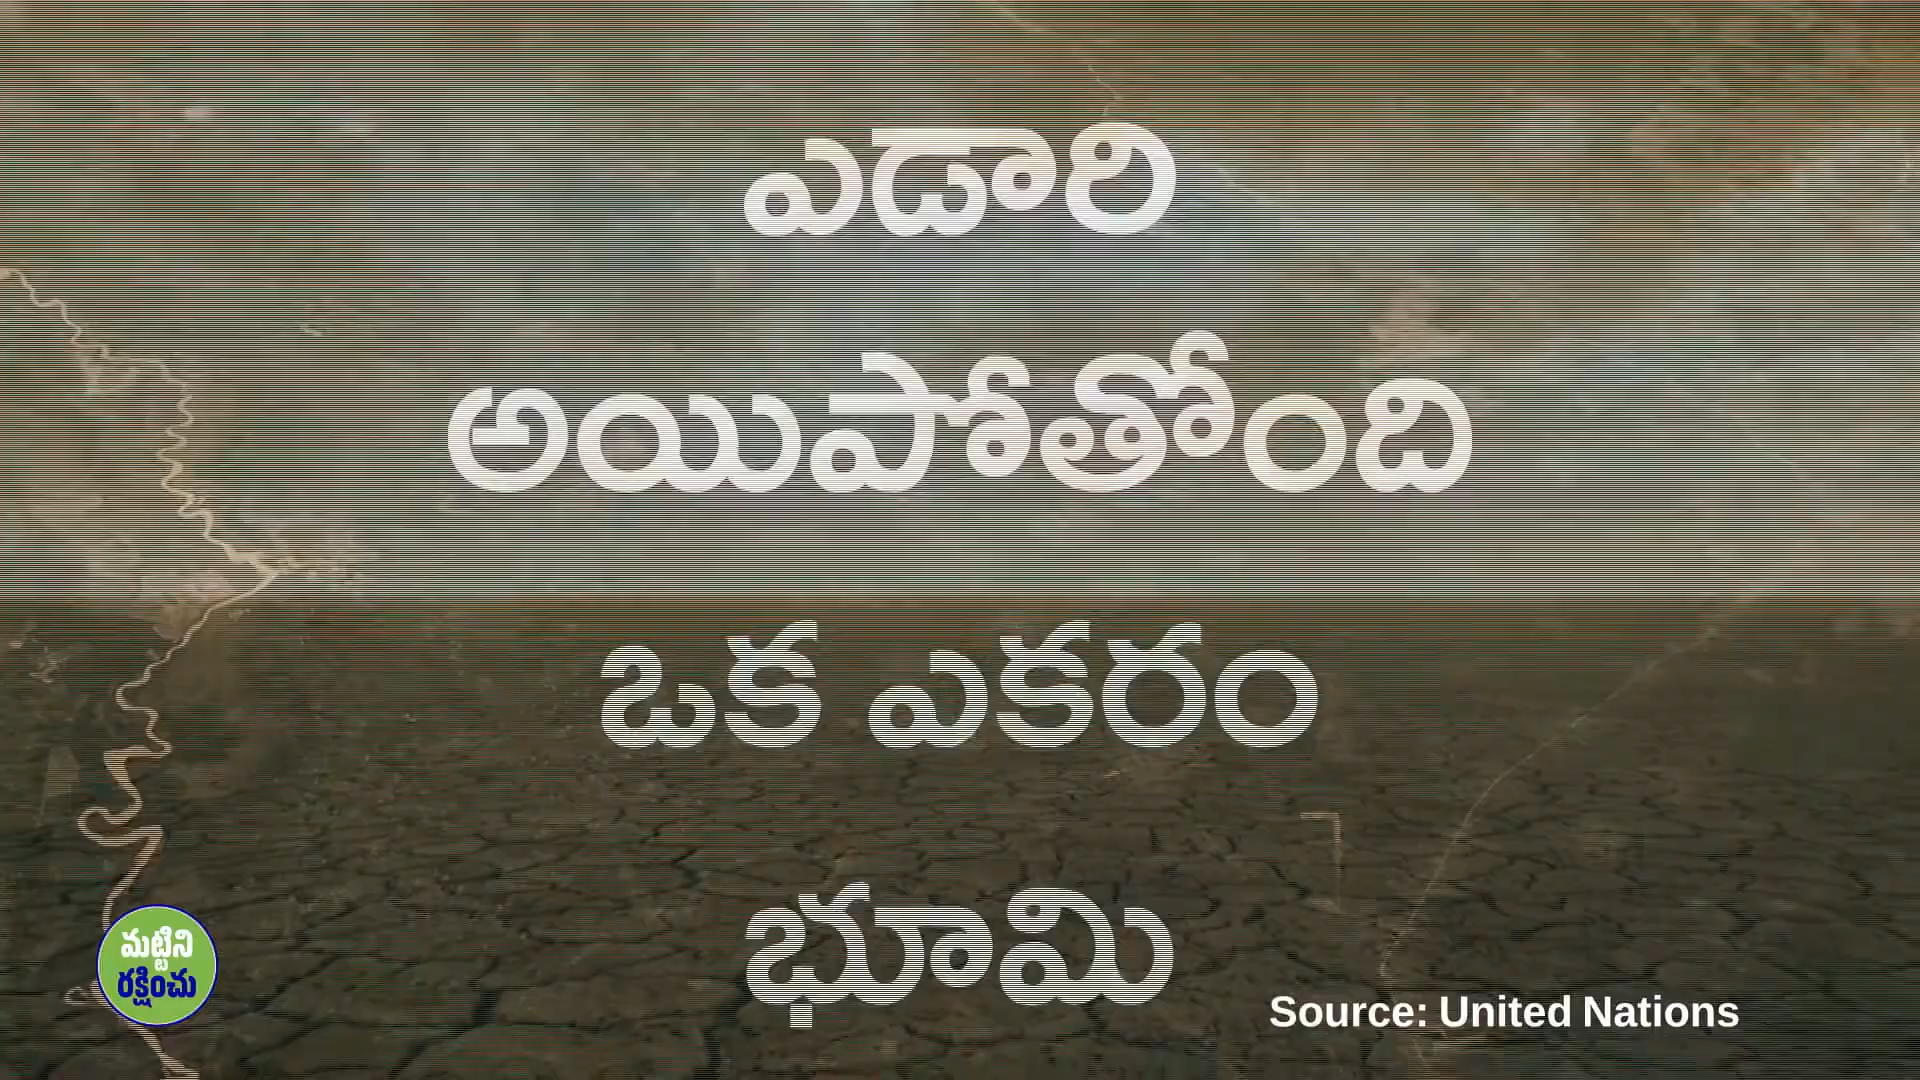 ఎడారి
అయిపోతోంది
ఒక ఎకరం
భూమి
మట్టిని
రక్షించు
Source: United Nations